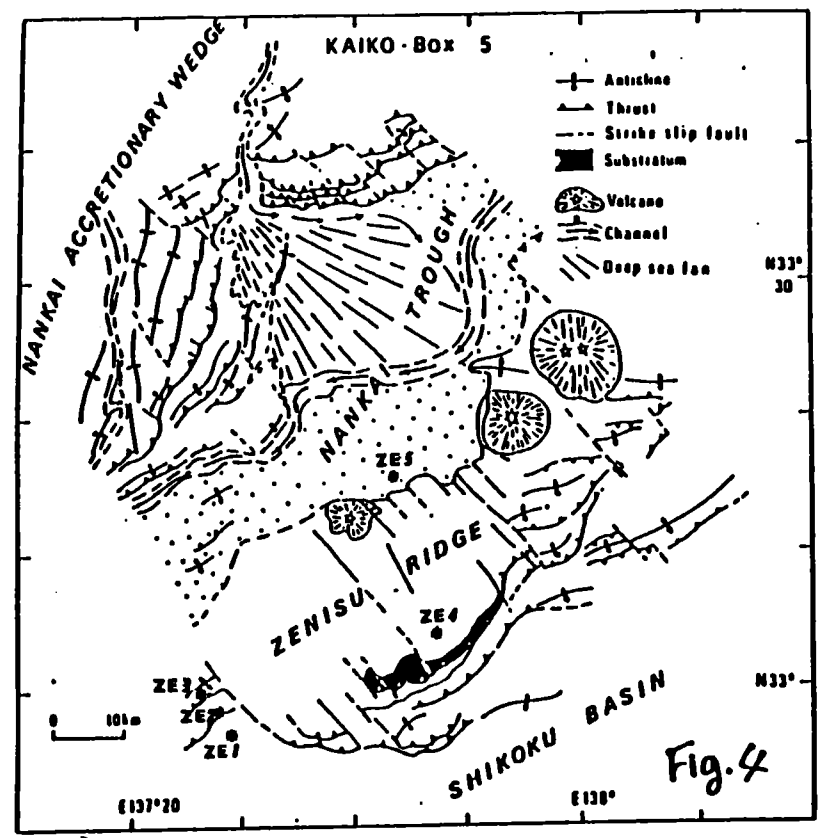 KAIKO-Box 5
NANKAI ACCRETIONARY WEDGE
Anticline
Thrust
Strike slip fault
Substratum
Volcano
Channel
Deep sea fan
N33°
30
NANKAI TROUGH
ZE5
ZENISU RIDGE
ZE4
ZE3
ZE2
ZE1
N33°
0 10km
SHIKOKU BASIN
Fig.4
E137°20
E138°